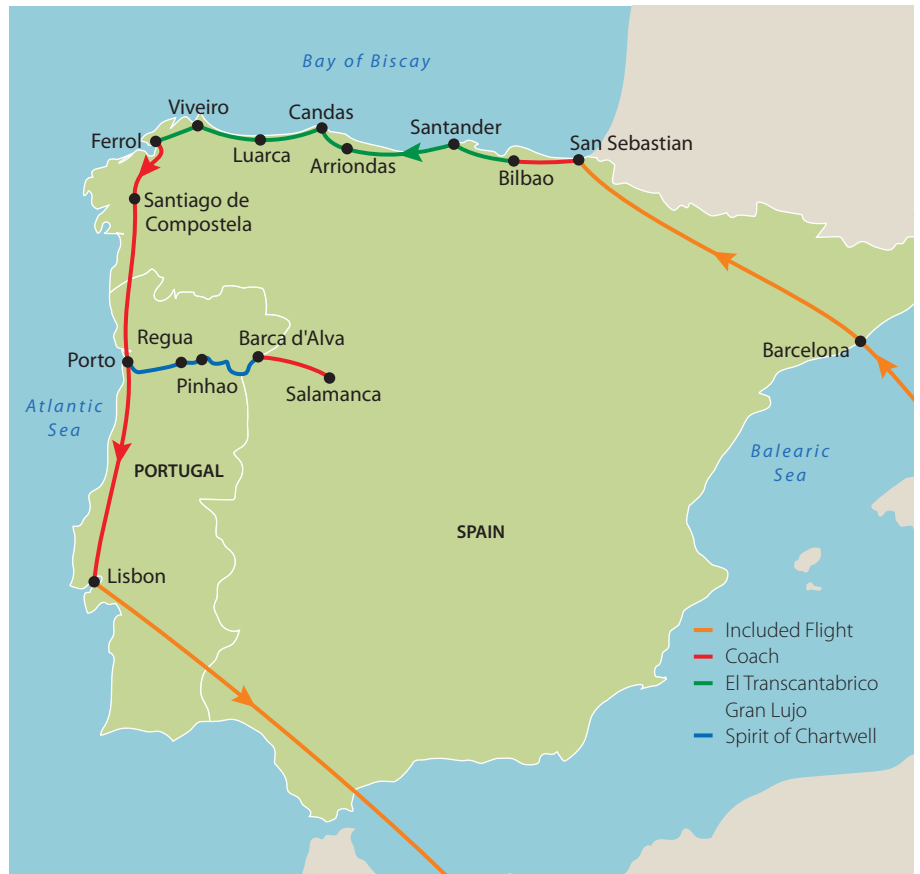 Bay of Biscay
Viveiro
Candas
Ferrol
Santander
San Sebastian
Luarca
Arriondas
Bilbao
Santiago de
Compostela
Regua
Barca d'Alva
Porto
Barcelona
Pinhao
Salamanca
Atlantic
Sea
Balearic
Sea
PORTUGAL
SPAIN
Lisbon
Included Flight
Coach
El Transcantabrico
Gran Lujo
Spirit of Chartwell